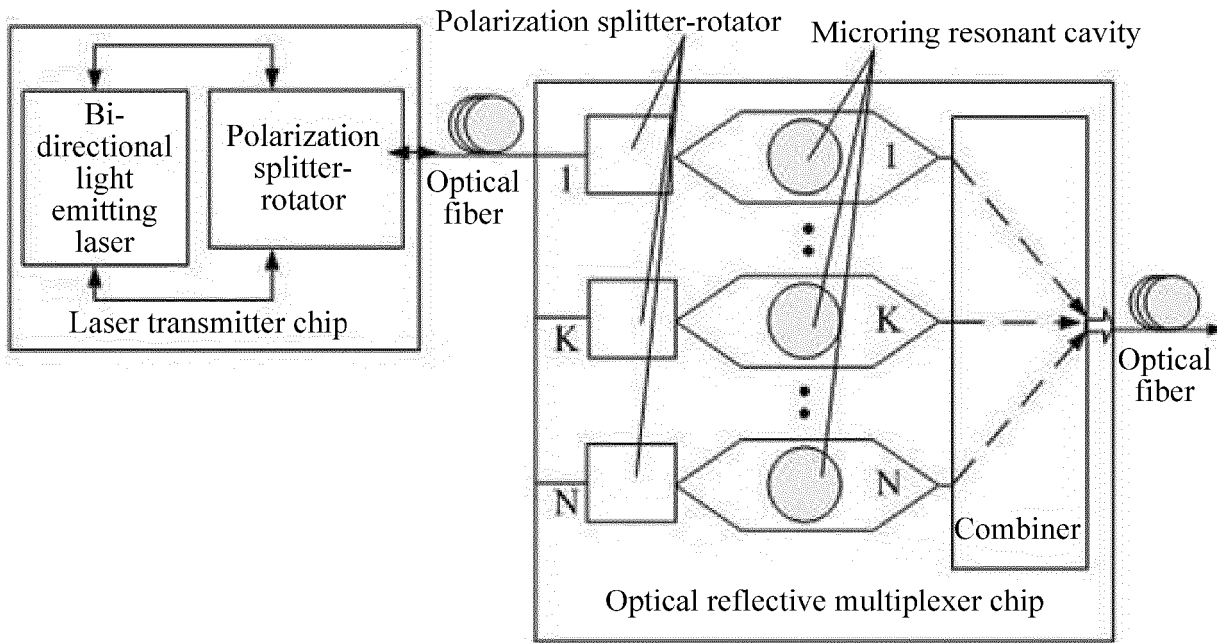 Polarization splitter-rotator
Microring resonant cavity
Bi-
directional
light
emitting
laser
Polarization
splitter-
rotator
Optical
fiber
Laser transmitter chip
1
K
N
1
K
N
Combiner
Optical
fiber
Optical reflective multiplexer chip